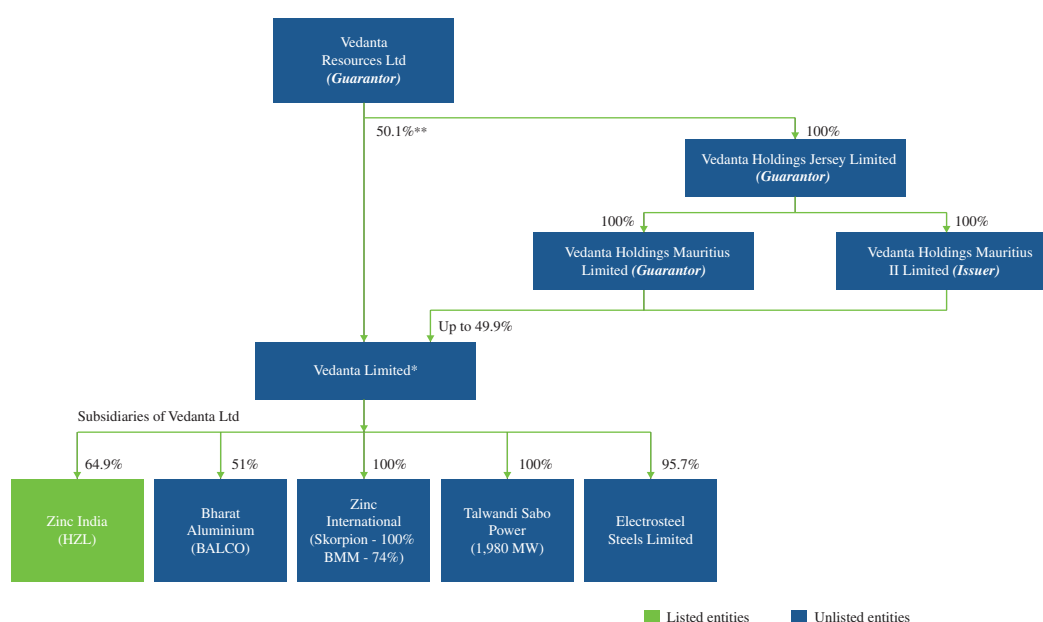 Vedanta
Resources Ltd
(Guarantor)
50.1%**
100%
Vedanta Holdings Jersey Limited
(Guarantor)
100%
100%
Vedanta Holdings Mauritius
Limited (Guarantor)
Vedanta Holdings Mauritius
II Limited (Issuer)
Up to 49.9%
Vedanta Limited*
Subsidiaries of Vedanta Ltd
64.9%
51%
100%
100%
95.7%
Zinc India
(HZL)
Bharat
Aluminium
(BALCO)
Zinc
International
(Skorpion - 100%
BMM - 74%)
Talwandi Sabo
Power
(1,980 MW)
Electrosteel
Steels Limited
Listed entities
Unlisted entities